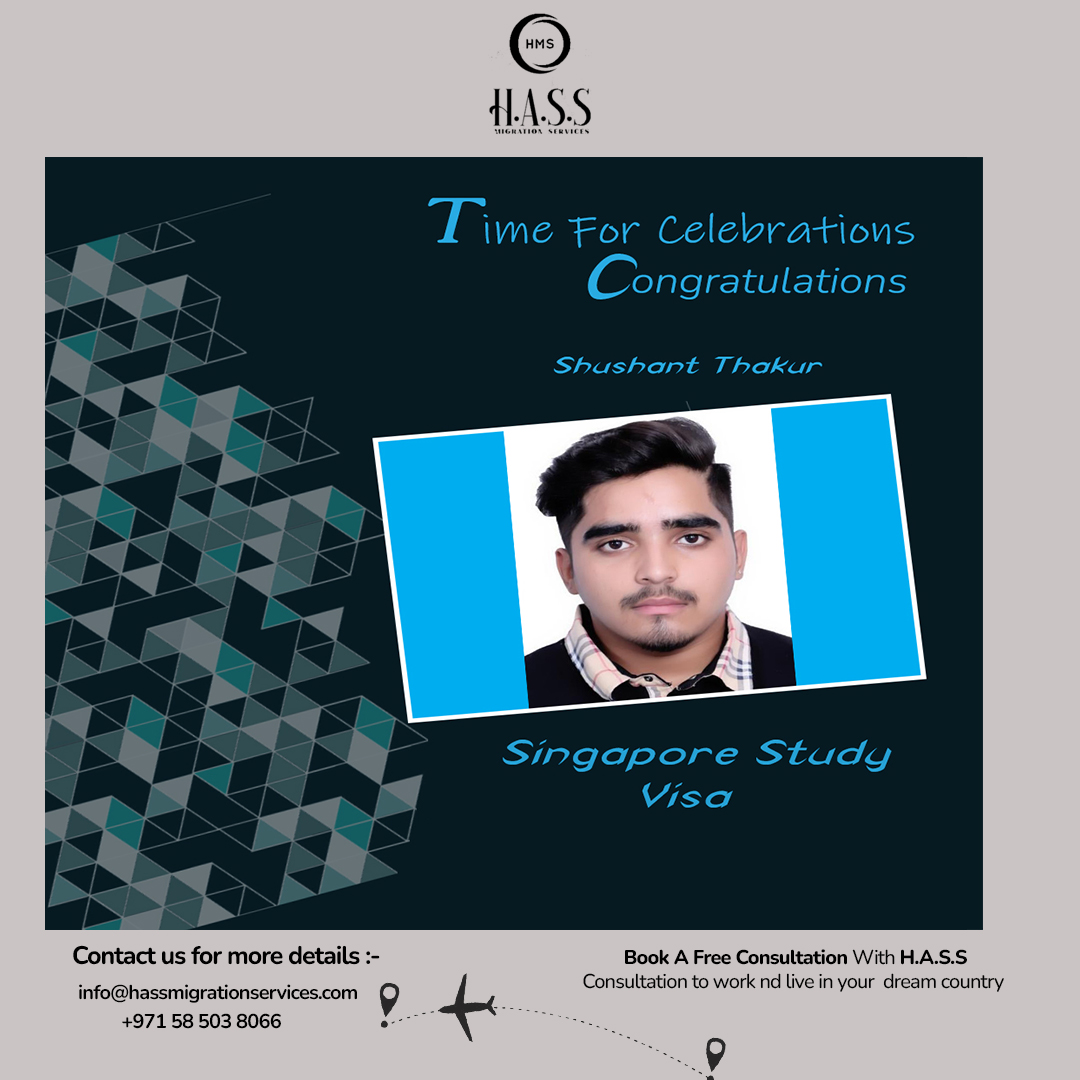 HMS
H.A.S.S
MIGRATION SERVICES
Time For Celebrations
Congratulations
Shushant Thakur
Singapore Study
Visa
Contact us for more details :-
info@hassmigrationservices.com
+971 58 503 8066
Book A Free Consultation With H.A.S.S
Consultation to work nd live in your dream country